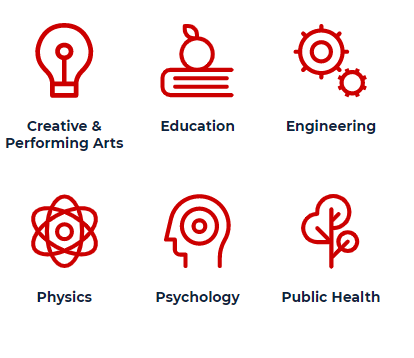 Creative &
Performing Arts
Education
Engineering
Physics
Psychology
Public Health